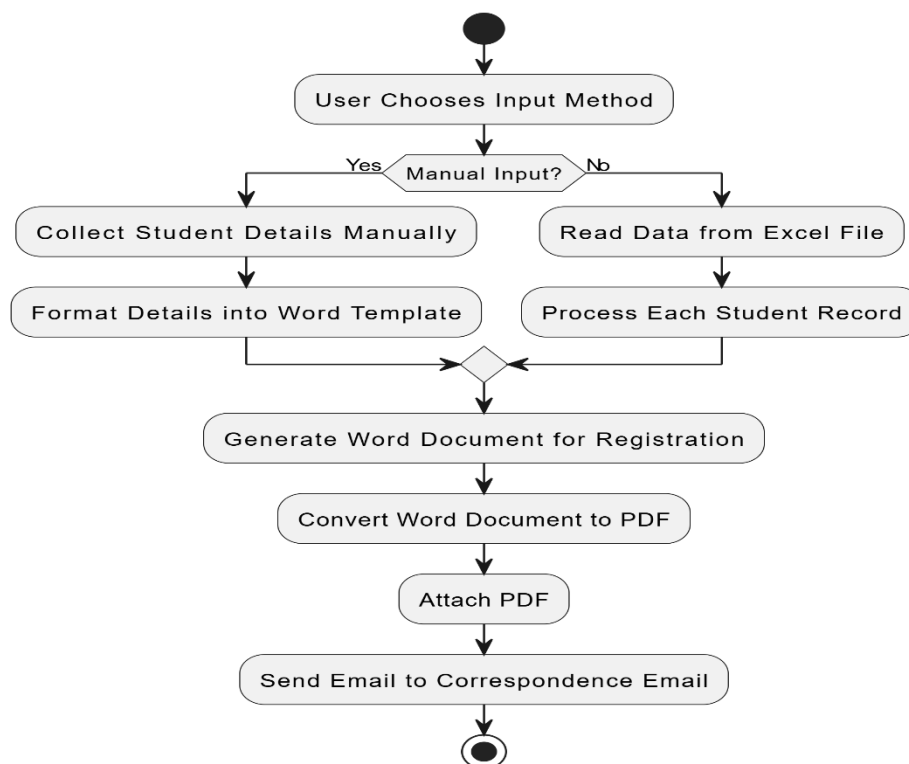 User Chooses Input Method
Yes
Manual Input?
No
Collect Student Details Manually
Read Data from Excel File
Format Details into Word Template
Process Each Student Record
Generate Word Document for Registration
Convert Word Document to PDF
Attach PDF
Send Email to Correspondence Email